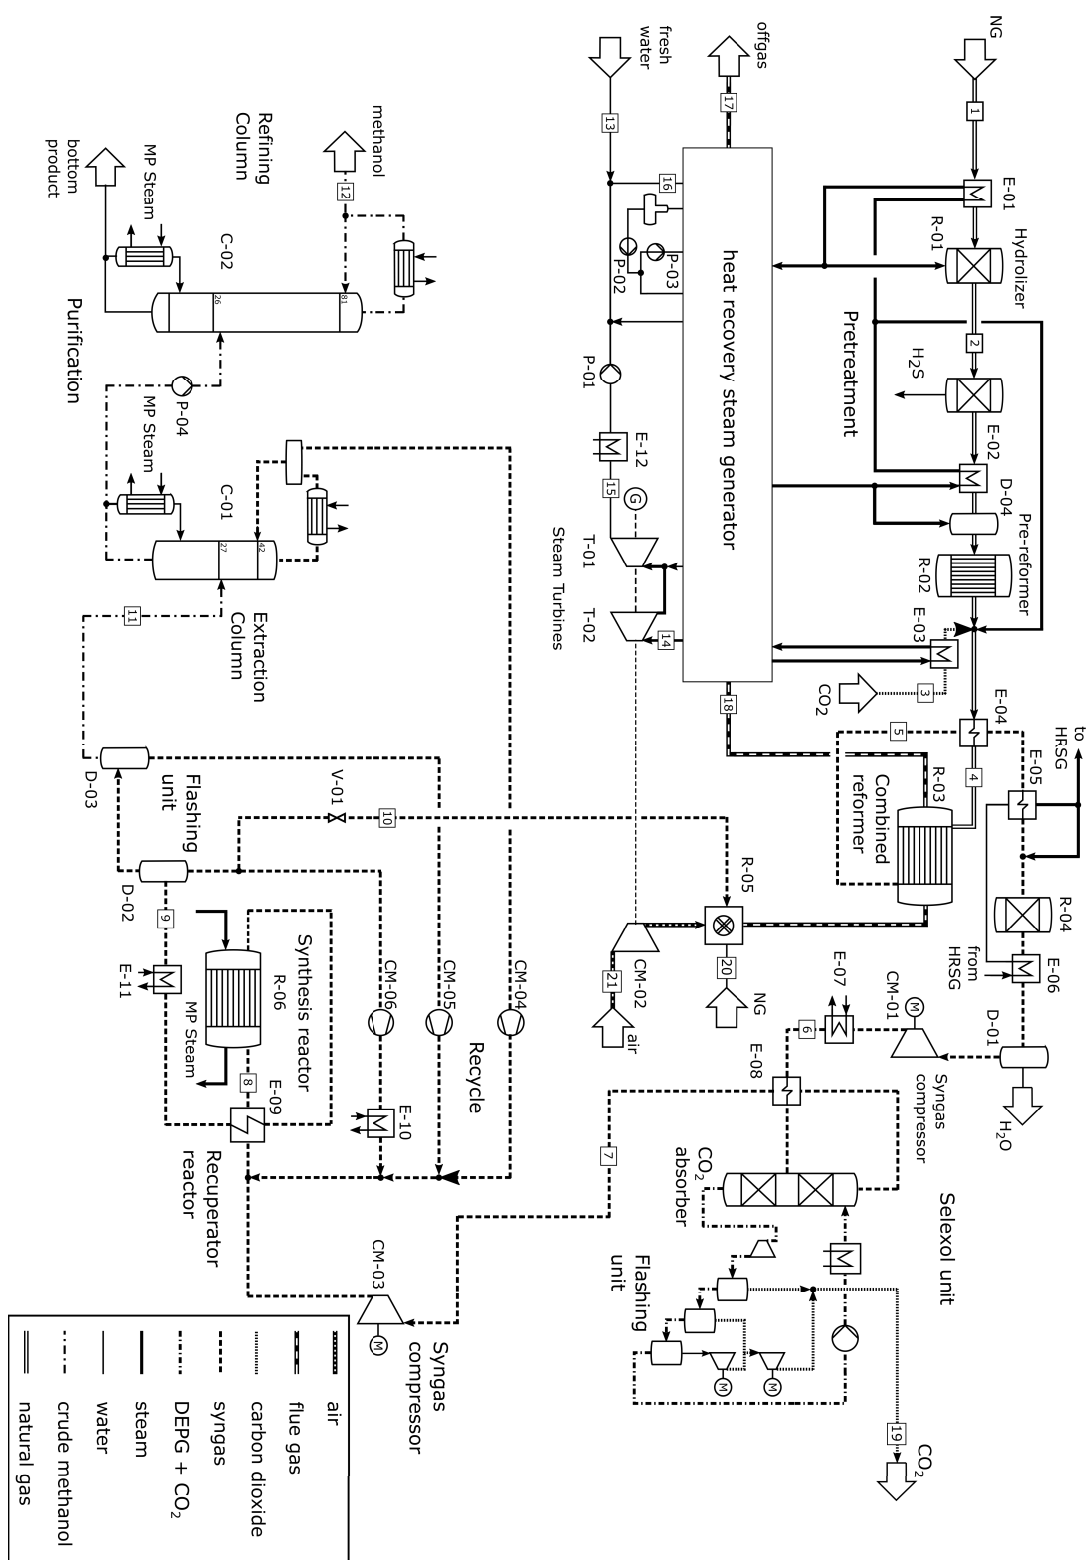 NG
1
E-01
R-01
Hydrolizer
2
H₂S
E-02
D-04
Pre-reformer
R-02
E-03
3
CO₂
Pretreatment
E-04
4
5
to
HRSG
E-05
R-04
E-06
from
HRSG
D-01
H₂O
R-03
Combined
reformer
CM-01
M
Syngas
compressor
E-07
6
E-08
7
Selexol unit
CO₂
absorber
Flashing
unit
M
M
19
CO₂
offgas
17
heat recovery steam generator
18
fresh
water
13
16
P-02
P-03
P-01
E-12
15
G
T-01
T-02
14
Steam Turbines
R-05
20
NG
CM-02
21
air
CM-04
CM-05
CM-06
Recycle
E-10
V-01
10
methanol
12
Refining
Column
MP Steam
bottom
product
C-02
26
81
Purification
P-04
MP Steam
C-01
27
42
Extraction
Column
11
D-03
Flashing
unit
D-02
9
E-11
Synthesis reactor
R-06
MP Steam
8
E-09
Recuperator
reactor
CM-03
M
Syngas
compressor
air
flue gas
carbon dioxide
syngas
DEPG + CO₂
steam
water
crude methanol
natural gas